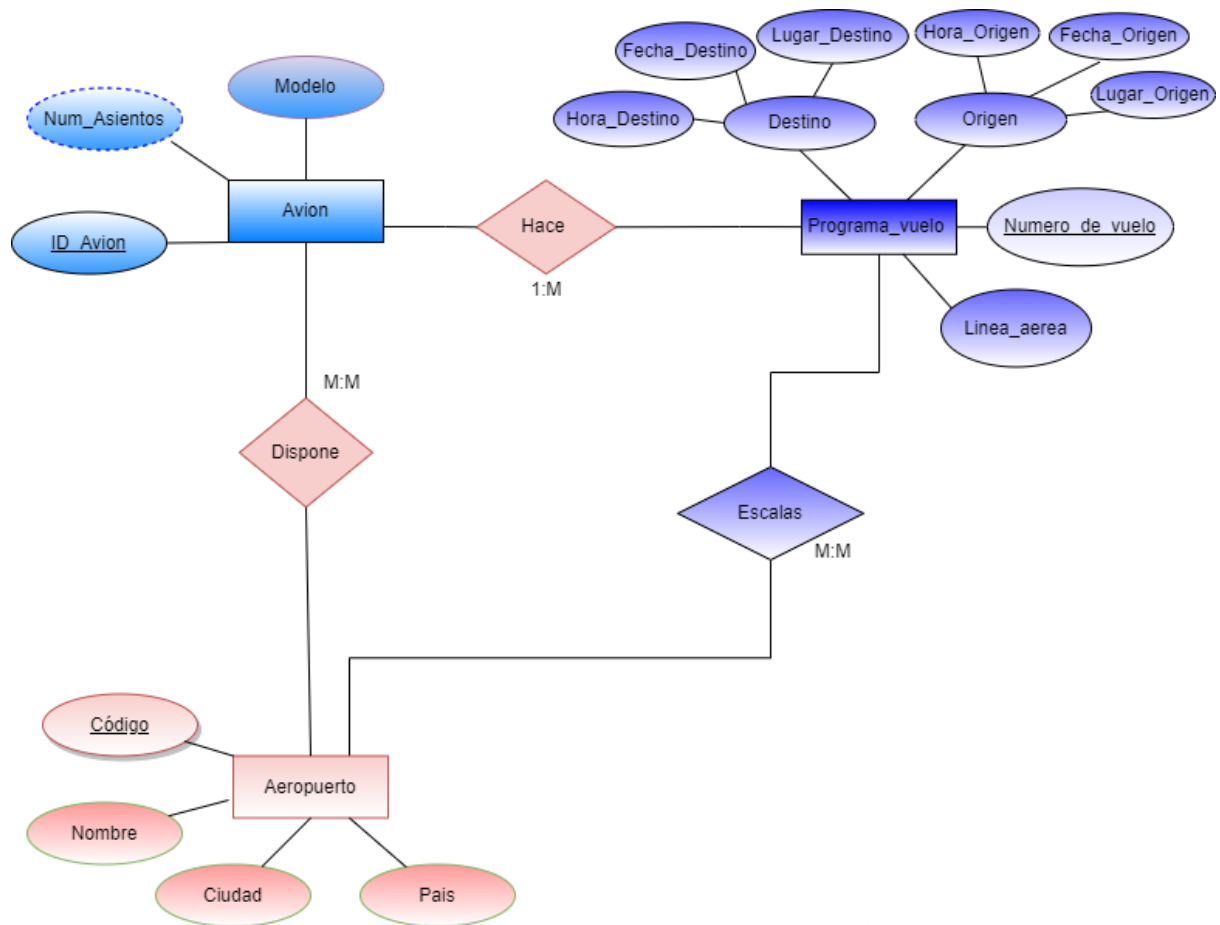 Fecha_Destino
Lugar_Destino
Hora_Origen
Fecha_Origen
Modelo
Num_Asientos
Hora_Destino
Destino
Origen
Lugar_Origen
Avion
Hace
Programa_vuelo
Numero_de_vuelo
ID_Avion
1:M
Linea_aerea
M:M
Dispone
Escalas
M:M
Código
Aeropuerto
Nombre
Ciudad
Pais